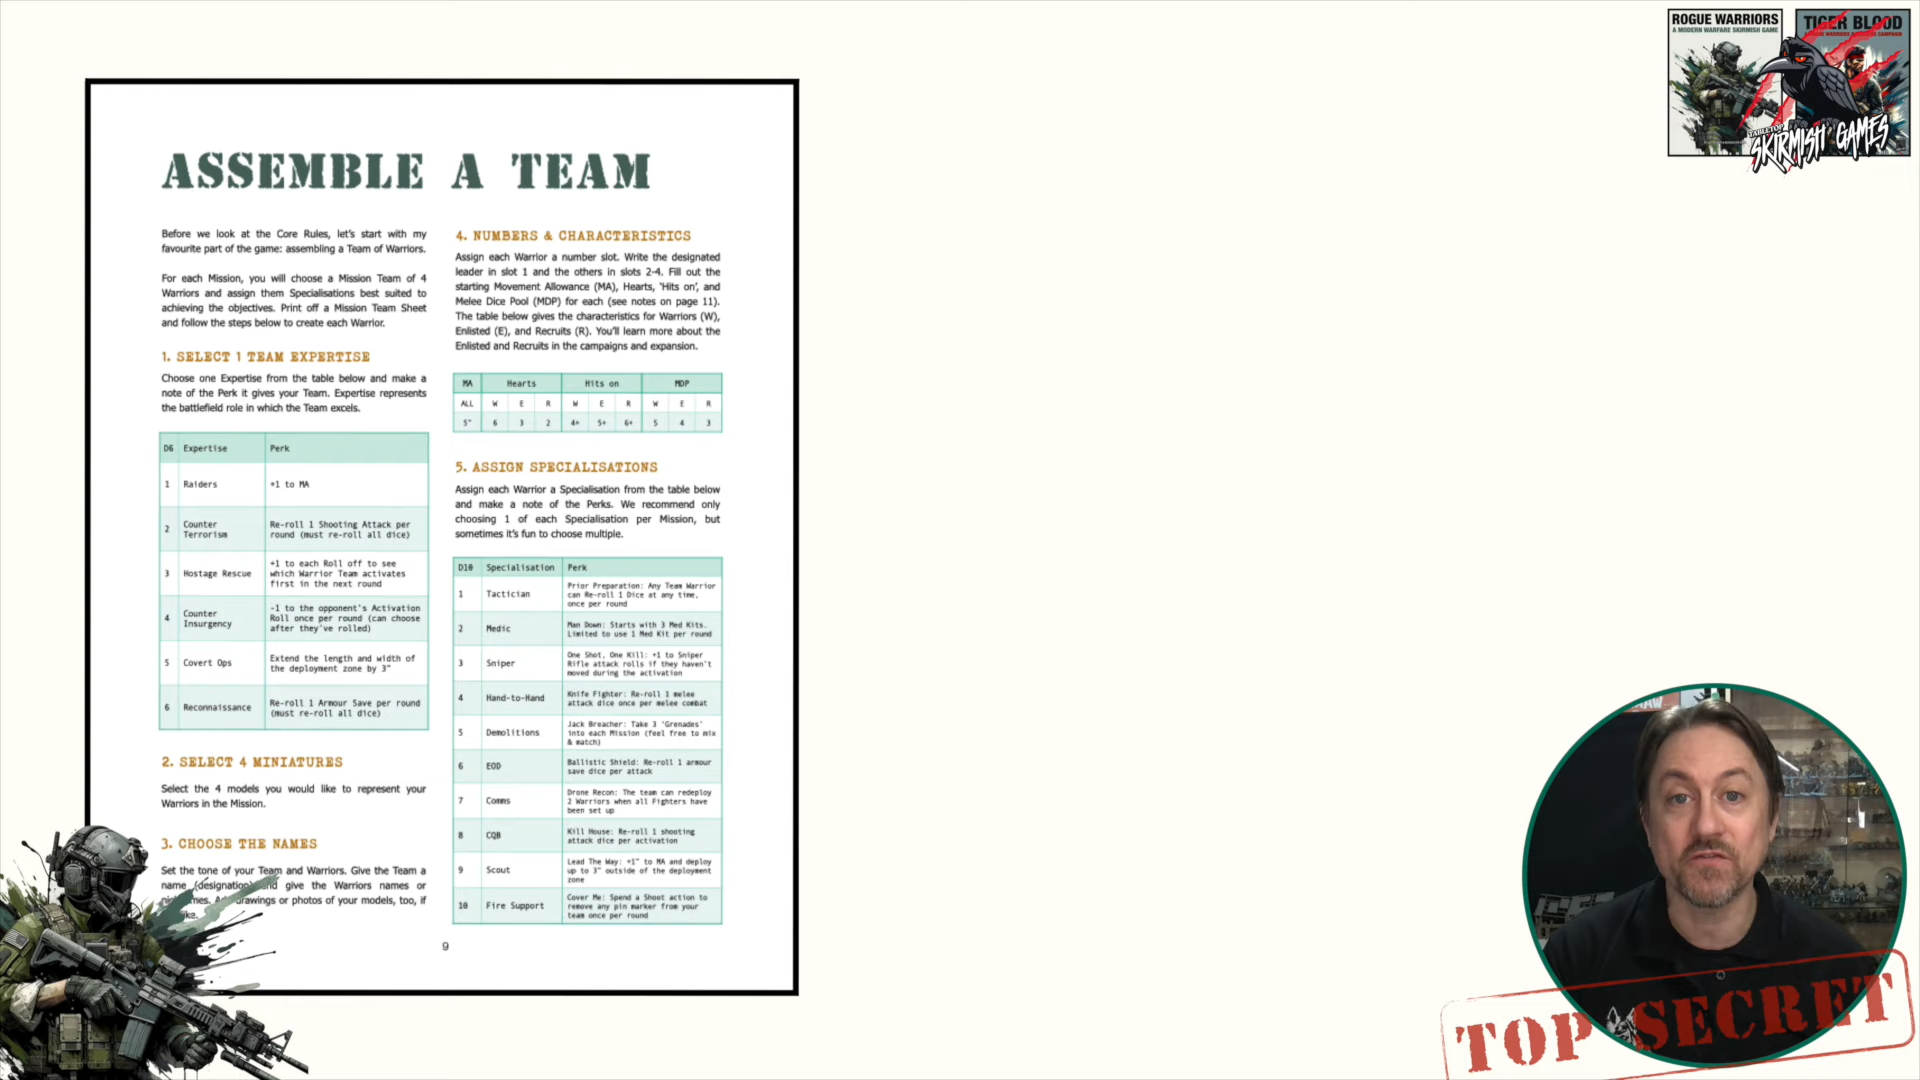 ASSEMBLE A TEAM
Before we look at the Core Rules, let's start with my
favourite part of the game: assembling a Team of Warriors.
For each Mission, you will choose a Mission Team of 4
Warriors and assign them Specialisations best suited to
achieving the objectives. Print off a Mission Team Sheet
and follow the steps below to create each Warrior.
1. SELECT 1 TEAM EXPERTISE
Choose one Expertise from the table below and make a
note of the Perk it gives your Team. Expertise represents
the battlefield role in which the Team excels.
D6 Expertise Perk
1 Raiders +1 to MA
2 Counter Terrorism Re-roll 1 Shooting Attack per
round (must re-roll all dice)
3 Hostage Rescue +1 to each Roll off to see
which Warrior Team activates
first in the next round
4 Counter Insurgency -1 to the opponent's Activation
Roll once per round (can choose
after they've rolled)
5 Covert Ops Extend the length and width of
the deployment zone by 3"
6 Reconnaissance Re-roll 1 Armour Save per round
(must re-roll all dice)
2. SELECT 4 MINIATURES
Select the 4 models you would like to represent your
Warriors in the Mission.
3. CHOOSE THE NAMES
Set the tone of your Team and Warriors. Give the Team a
name (designation) and give the Warriors names or
drawings or photos of your models, too, if
like.
4. NUMBERS & CHARACTERISTICS
Assign each Warrior a number slot. Write the designated
leader in slot 1 and the others in slots 2-4. Fill out the
starting Movement Allowance (MA), Hearts, 'Hits on', and
Melee Dice Pool (MDP) for each (see notes on page 11).
The table below gives the characteristics for Warriors (W),
Enlisted (E), and Recruits (R). You'll learn more about the
Enlisted and Recruits in the campaigns and expansion.
MA Hearts Hits on MDP
ALL W E R W E R W E R
5" 6 3 2 4+ 5+ 6+ 5 4 3
5. ASSIGN SPECIALISATIONS
Assign each Warrior a Specialisation from the table below
and make a note of the Perks. We recommend only
choosing 1 of each Specialisation per Mission, but
sometimes it's fun to choose multiple.
D10 Specialisation Perk
1 Tactician Prior Preparation: Any Team Warrior
can Re-roll 1 Dice at any time,
once per round
2 Medic Man Down: Starts with 3 Med Kits.
Limited to use 1 Med Kit per round
3 Sniper One Shot, One Kill: +1 to Sniper
Rifle attack rolls if they haven't
moved during the activation
4 Hand-to-Hand Knife Fighter: Re-roll 1 melee
attack dice once per melee combat
5 Demolitions Jack Breacher: Take 3 'Grenades'
into each Mission (feel free to mix
& match)
6 EOD Ballistic Shield: Re-roll 1 armour
save dice per attack
7 Comms Drone Recon: The team can redeploy
2 Warriors when all Fighters have
been set up
8 CQB Kill House: Re-roll 1 shooting
attack dice per activation
9 Scout Lead The Way: +1" to MA and deploy
up to 3" outside of the deployment
zone
10 Fire Support Cover Me: Spend a Shoot action to
remove any pin marker from your
team once per round
9
ROGUE WARRIORS
A MODERN WARFARE SKIRMISH GAME
TIGER BLOOD
CAMPAIGN
TABLETOP
SKIRMISH GAMES
TOP SECRET